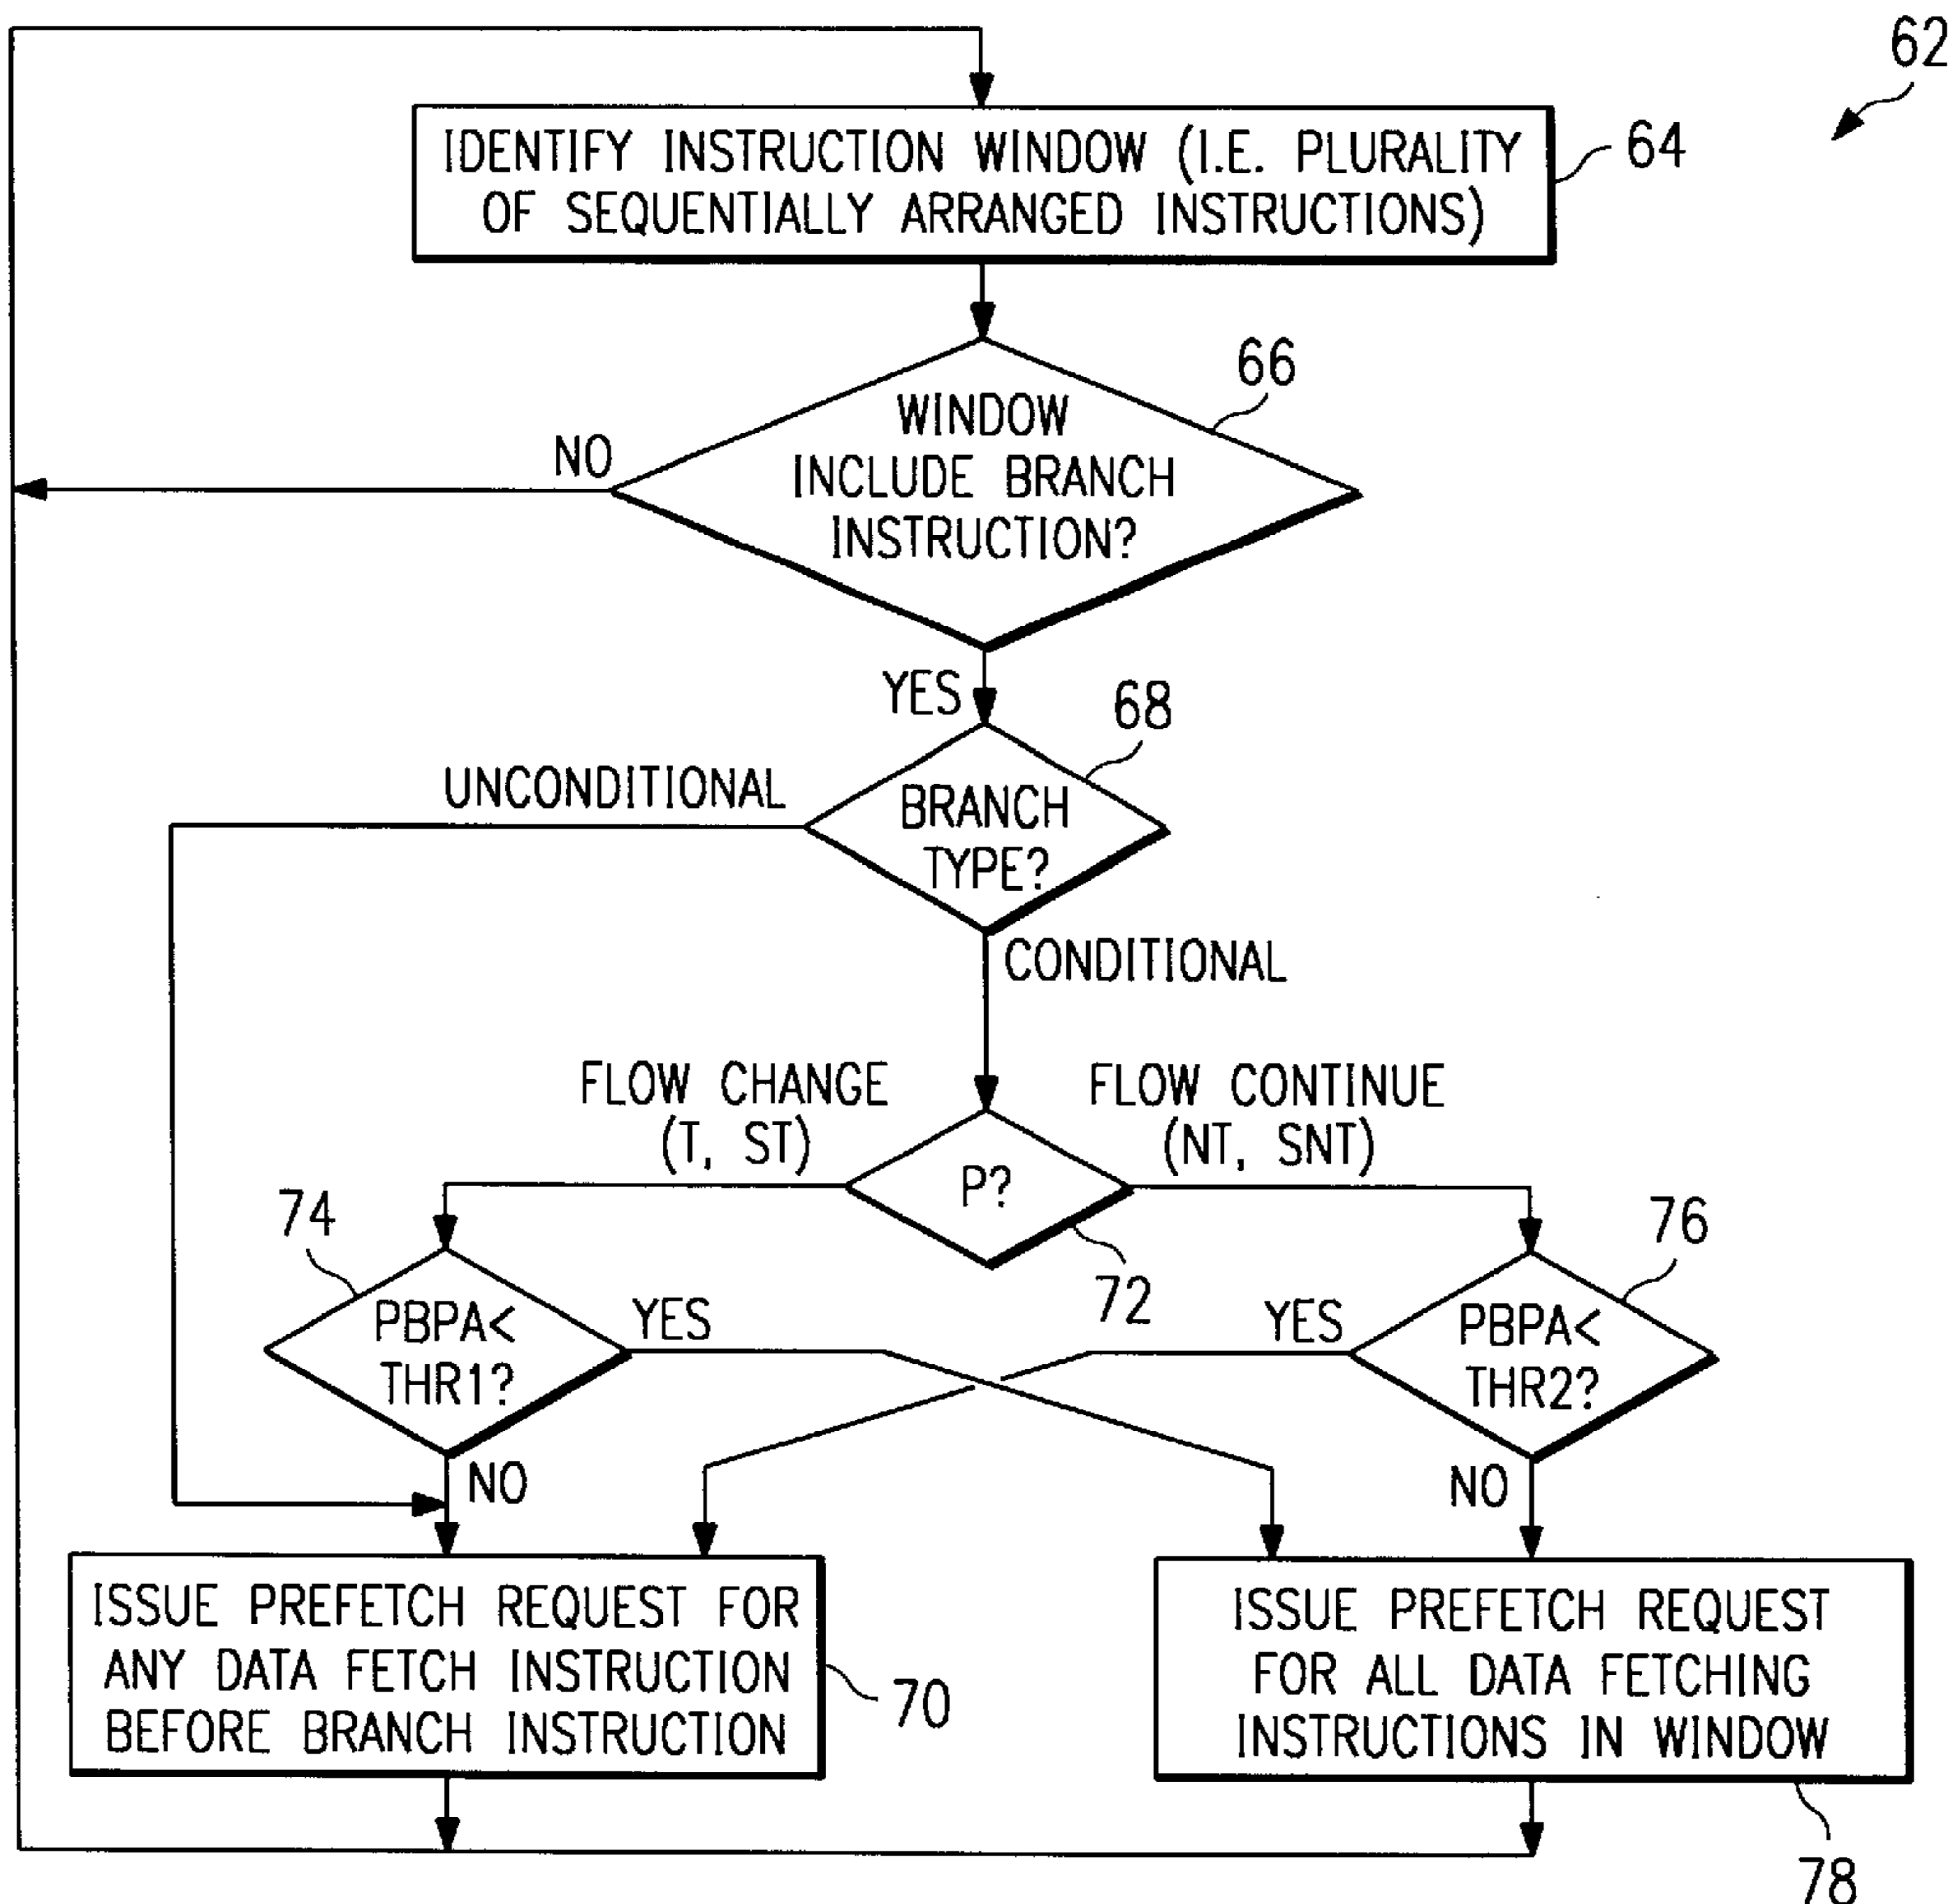 62
IDENTIFY INSTRUCTION WINDOW (I.E. PLURALITY
OF SEQUENTIALLY ARRANGED INSTRUCTIONS)
64
66
WINDOW
INCLUDE BRANCH
INSTRUCTION?
NO
YES
68
UNCONDITIONAL
BRANCH
TYPE?
CONDITIONAL
FLOW CHANGE
(T, ST)
FLOW CONTINUE
(NT, SNT)
P?
72
74
PBPA<
THR1?
YES
NO
76
YES
PBPA<
THR2?
NO
ISSUE PREFETCH REQUEST FOR
ANY DATA FETCH INSTRUCTION
BEFORE BRANCH INSTRUCTION
70
ISSUE PREFETCH REQUEST
FOR ALL DATA FETCHING
INSTRUCTIONS IN WINDOW
78